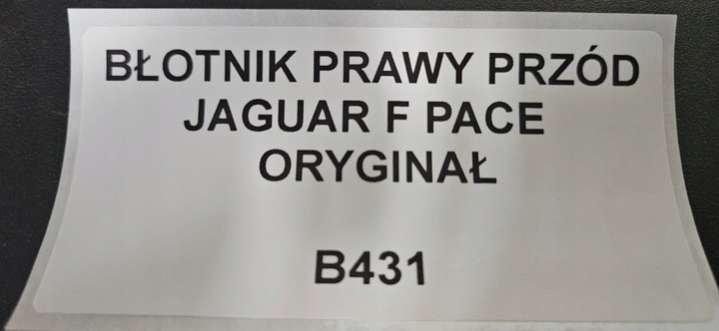 BŁOTNIK PRAWY PRZÓD
JAGUAR F PACE
ORYGINAŁ
B431